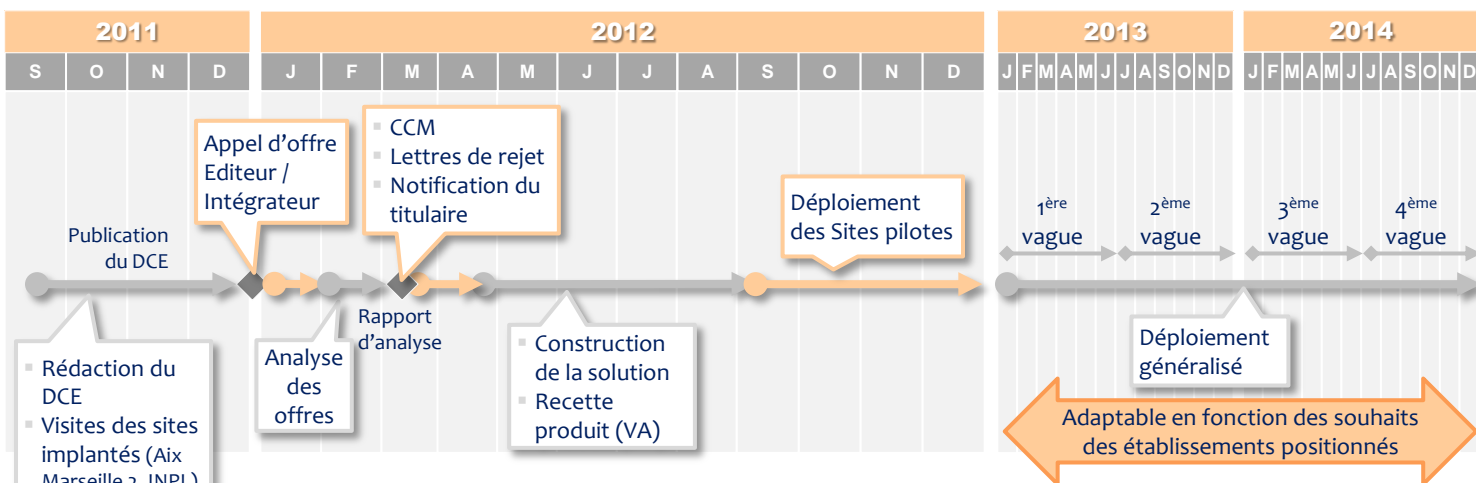 2011
2012
2013
2014
S O N D
J F M A M J J A S O N D
J F M A M J J A S O N D
J F M A M J J A S O N D
Appel d'offre
Editeur /
Intégrateur
▪ CCM
▪ Lettres de rejet
▪ Notification du
titulaire
Déploiement
des Sites pilotes
1ère
vague
2ème
vague
3ème
vague
4ème
vague
Publication
du DCE
Rapport
d'analyse
▪ Rédaction du
DCE
▪ Visites des sites
implantés (Aix
Marseille 2, INPL)
Analyse
des
offres
▪ Construction
de la solution
▪ Recette
produit (VA)
Déploiement
généralisé
Adaptable en fonction des souhaits
des établissements positionnés